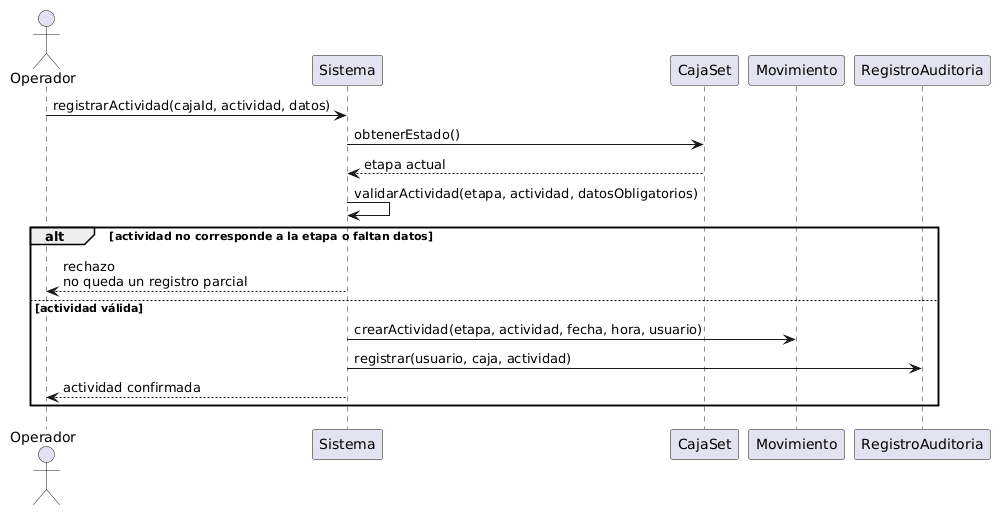 Operador
Sistema
CajaSet
Movimiento
RegistroAuditoria
registrarActividad(cajaId, actividad, datos)
obtenerEstado()
etapa actual
validarActividad(etapa, actividad, datosObligatorios)
alt
[actividad no corresponde a la etapa o faltan datos]
rechazo
no queda un registro parcial
[actividad válida]
crearActividad(etapa, actividad, fecha, hora, usuario)
registrar(usuario, caja, actividad)
actividad confirmada
Operador
Sistema
CajaSet
Movimiento
RegistroAuditoria